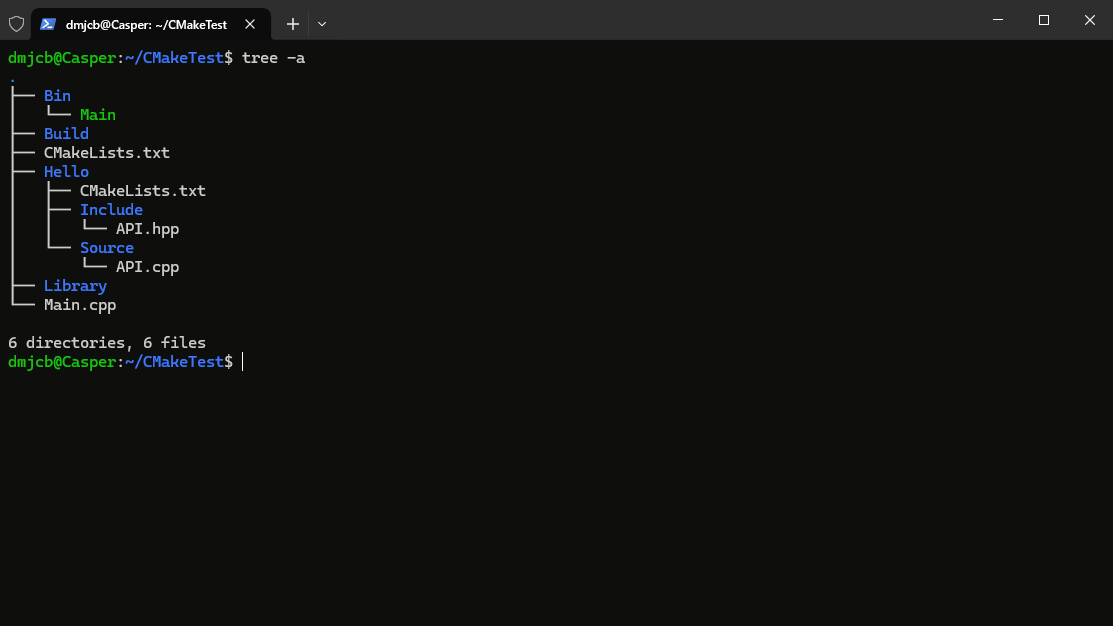 dmjcb@Casper: ~/CMakeTest
dmjcb@Casper:~/CMakeTest$ tree -a
.
├── Bin
│   └── Main
├── Build
├── CMakeLists.txt
├── Hello
│   ├── CMakeLists.txt
│   ├── Include
│   │   └── API.hpp
│   └── Source
│       └── API.cpp
├── Library
└── Main.cpp

6 directories, 6 files
dmjcb@Casper:~/CMakeTest$